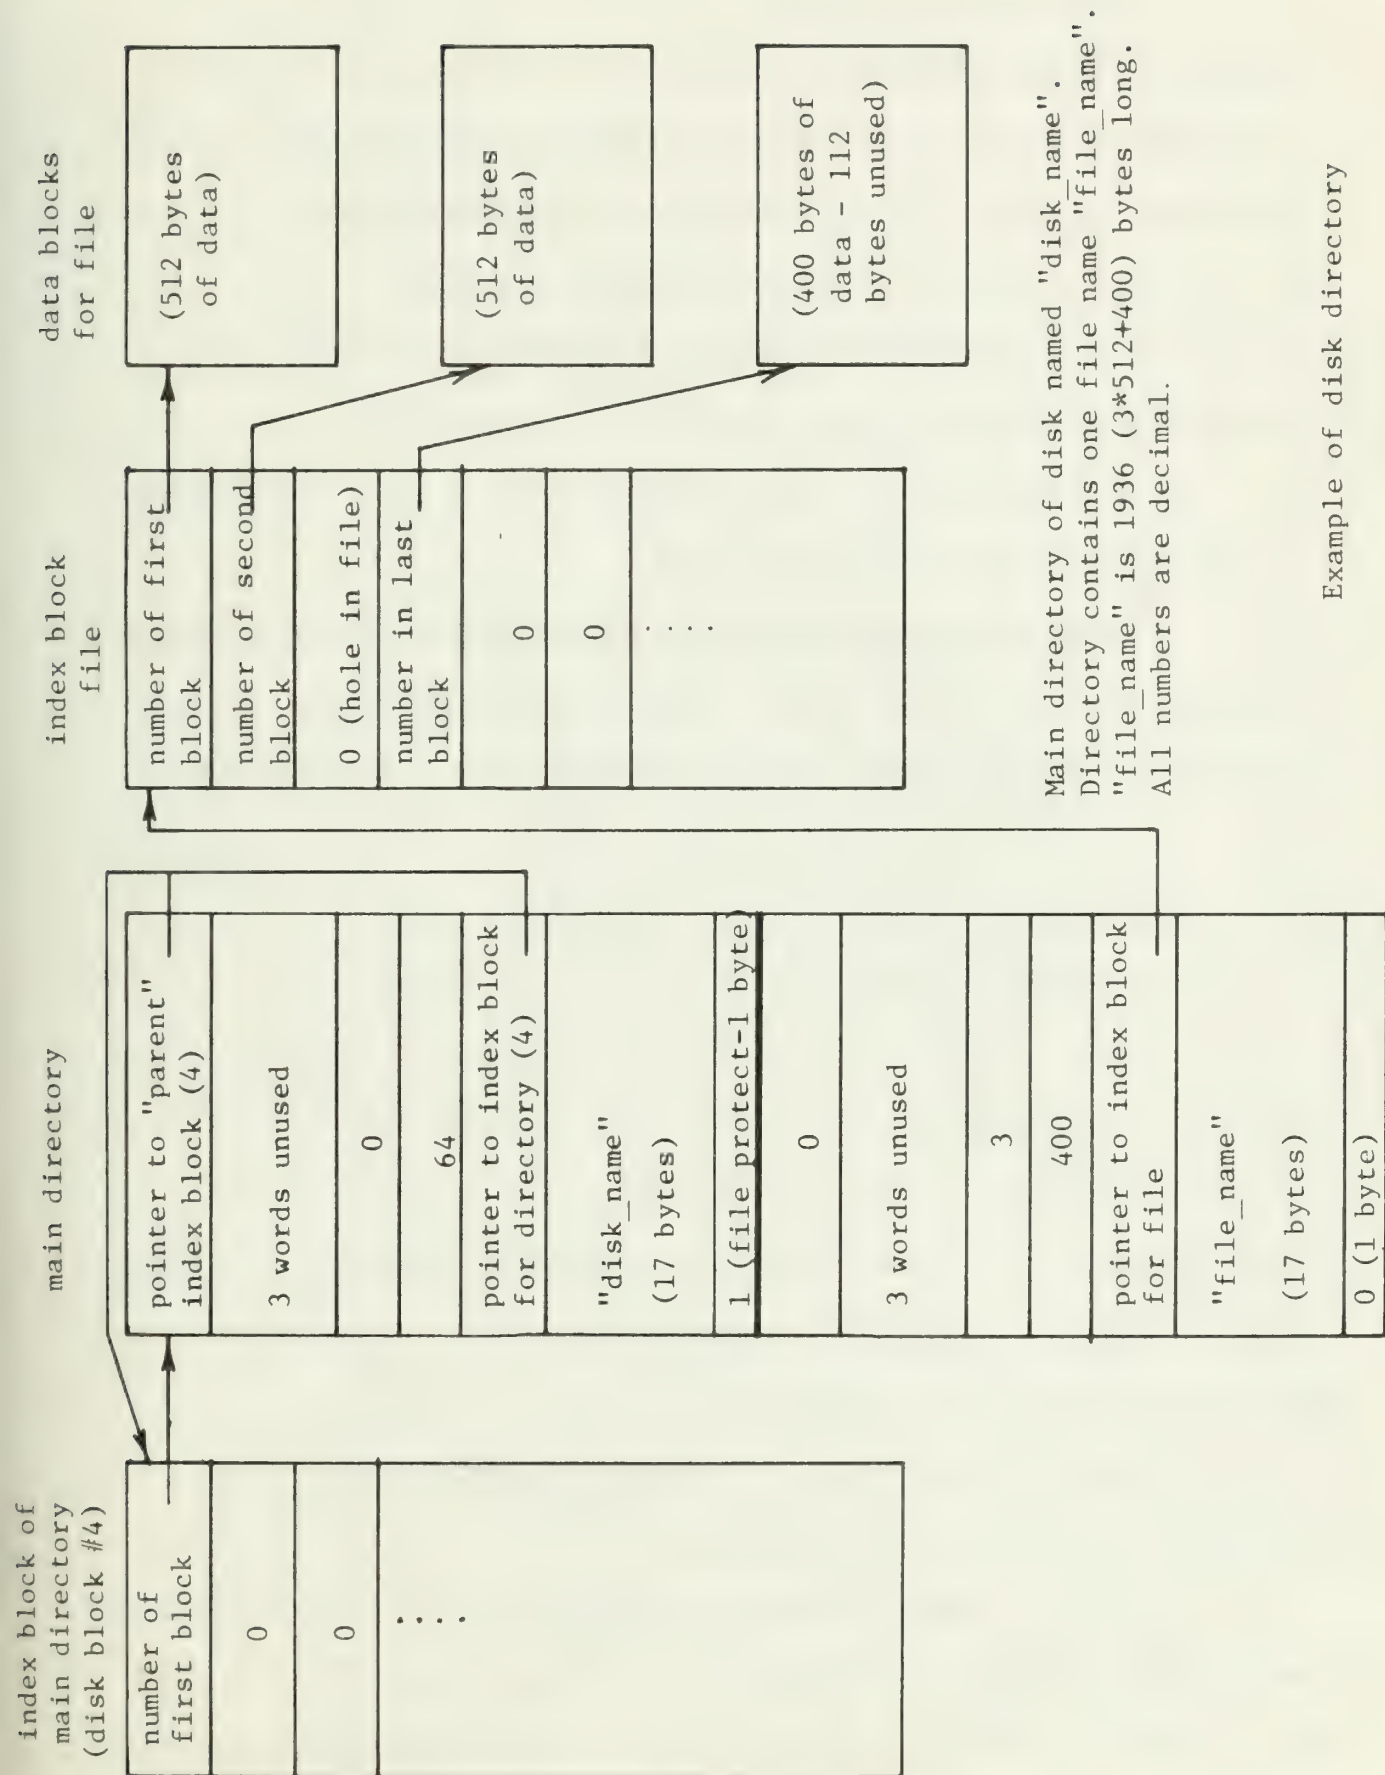 index block of
main directory
(disk block #4)
number of
first block
0
0
....
main directory
pointer to "parent"
index block (4)
3 words unused
0
64
pointer to index block
for directory (4)
"disk_name"
(17 bytes)
1 (file protect-1 byte)
0
3 words unused
3
400
pointer to index block
for file
"file_name"
(17 bytes)
0 (1 byte)
index block
file
number of first
block
number of second
block
0 (hole in file)
number in last
block
0
0
....
data blocks
for file
(512 bytes
of data)
(512 bytes
of data)
(400 bytes of
data - 112
bytes unused)
Main directory of disk named "disk_name".
Directory contains one file name "file_name".
"file_name" is 1936 (3*512+400) bytes long.
All numbers are decimal.
Example of disk directory